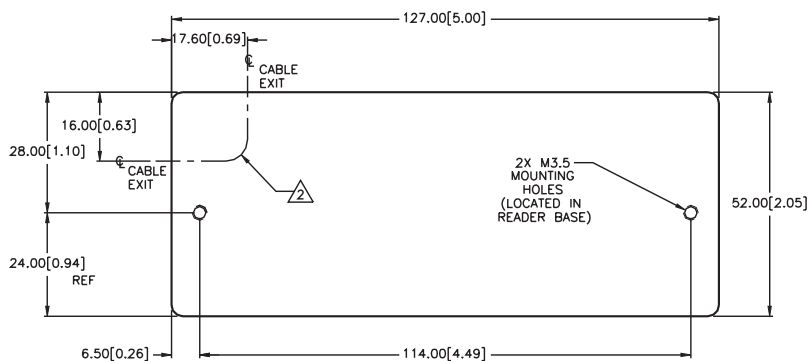 127.00[5.00]
17.60[0.69]
℄ CABLE
EXIT
16.00[0.63]
28.00[1.10]
℄ CABLE
EXIT
2
2X M3.5
MOUNTING
HOLES
(LOCATED IN
READER BASE)
52.00[2.05]
24.00[0.94]
REF
6.50[0.26]
114.00[4.49]